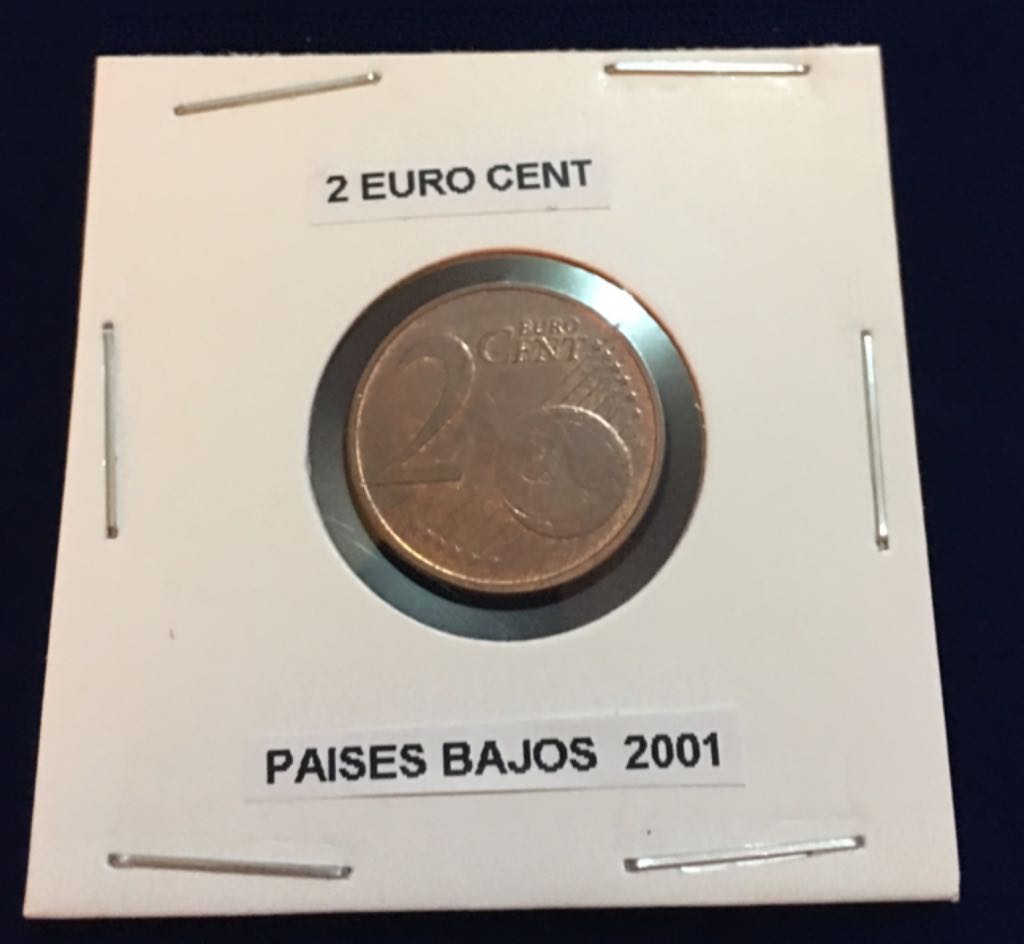 2 EURO CENT
EURO
2 CENT
PAISES BAJOS 2001